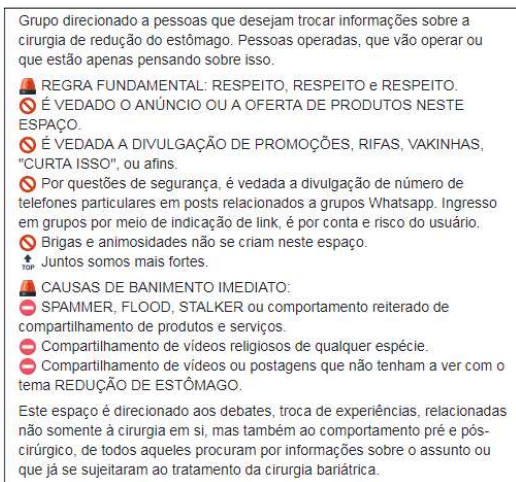 Grupo direcionado a pessoas que desejam trocar informações sobre a
cirurgia de redução do estômago. Pessoas operadas, que vão operar ou
que estão apenas pensando sobre isso.
🚨 REGRA FUNDAMENTAL: RESPEITO, RESPEITO e RESPEITO.
🚫 É VEDADO O ANÚNCIO OU A OFERTA DE PRODUTOS NESTE
ESPAÇO.
🚫 É VEDADA A DIVULGAÇÃO DE PROMOÇÕES, RIFAS, VAKINHAS,
"CURTA ISSO", ou afins.
🚫 Por questões de segurança, é vedada a divulgação de número de
telefones particulares em posts relacionados a grupos Whatsapp. Ingresso
em grupos por meio de indicação de link, é por conta e risco do usuário.
🚫 Brigas e animosidades não se criam neste espaço.
🔝 Juntos somos mais fortes.
🚨 CAUSAS DE BANIMENTO IMEDIATO:
⛔ SPAMMER, FLOOD, STALKER ou comportamento reiterado de
compartilhamento de produtos e serviços.
⛔ Compartilhamento de vídeos religiosos de qualquer espécie.
⛔ Compartilhamento de vídeos ou postagens que não tenham a ver com o
tema REDUÇÃO DE ESTÔMAGO.
Este espaço é direcionado aos debates, troca de experiências, relacionadas
não somente à cirurgia em si, mas também ao comportamento pré e pós-
cirúrgico, de todos aqueles procuram por informações sobre o assunto ou
que já se sujeitaram ao tratamento da cirurgia bariátrica.